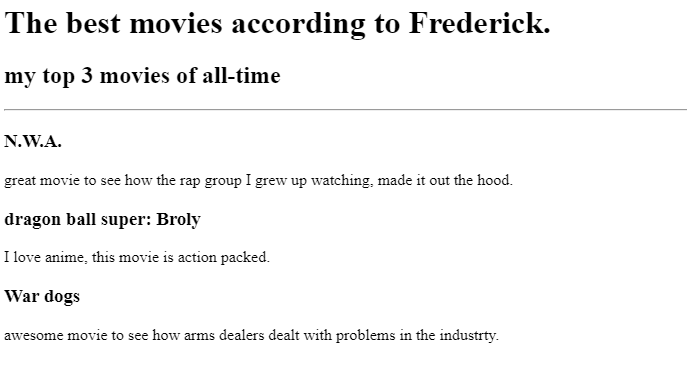 The best movies according to Frederick.
my top 3 movies of all-time
N.W.A.
great movie to see how the rap group I grew up watching, made it out the hood.
dragon ball super: Broly
I love anime, this movie is action packed.
War dogs
awesome movie to see how arms dealers dealt with problems in the industrty.